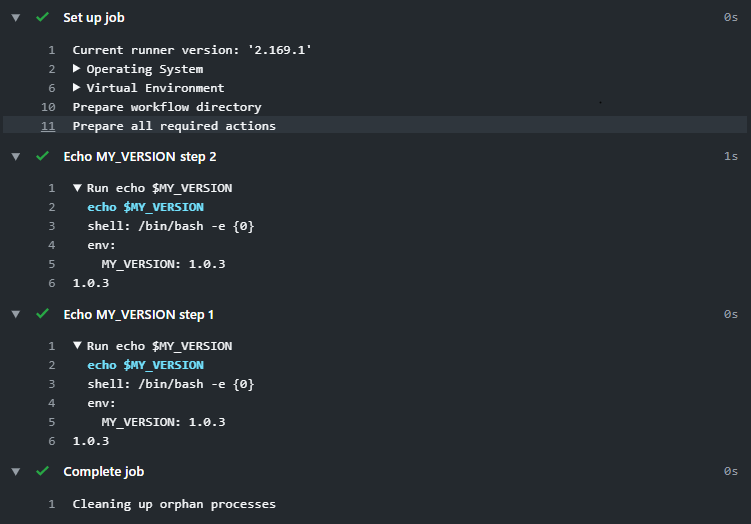 Set up job 0s
1 Current runner version: '2.169.1'
2 Operating System
6 Virtual Environment
10 Prepare workflow directory
11 Prepare all required actions
Echo MY_VERSION step 2 1s
1 Run echo $MY_VERSION
2 echo $MY_VERSION
3 shell: /bin/bash -e {0}
4 env:
5 MY_VERSION: 1.0.3
6 1.0.3
Echo MY_VERSION step 1 0s
1 Run echo $MY_VERSION
2 echo $MY_VERSION
3 shell: /bin/bash -e {0}
4 env:
5 MY_VERSION: 1.0.3
6 1.0.3
Complete job 0s
1 Cleaning up orphan processes